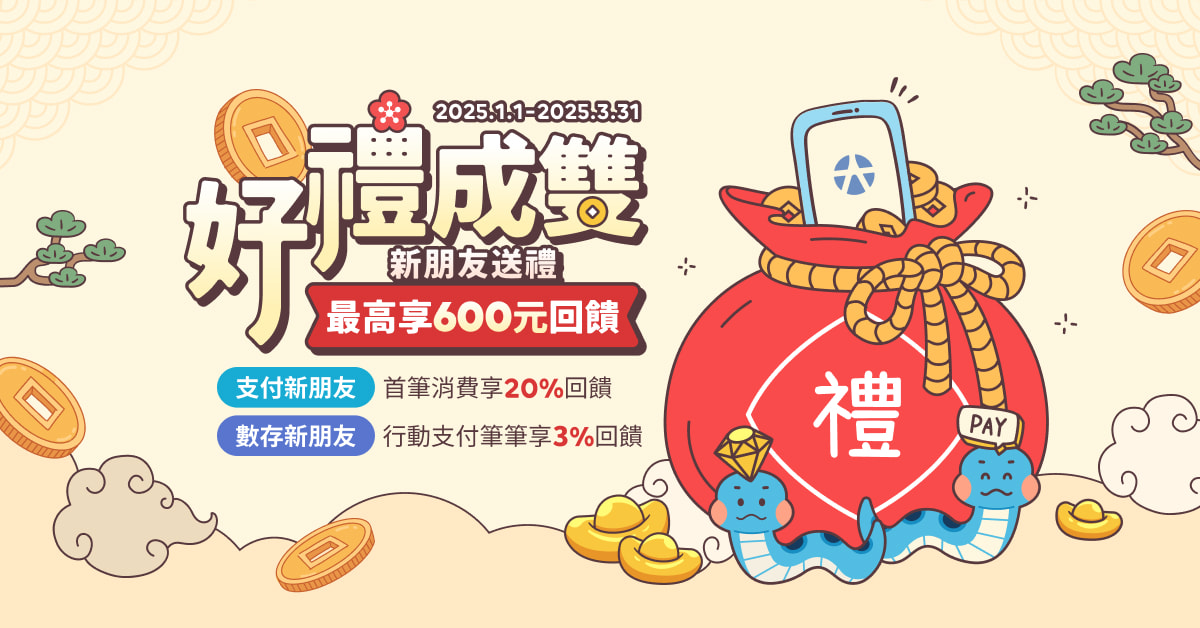 2025.1.1-2025.3.31
好禮成雙
新朋友送禮
最高享600元回饋
支付新朋友 首筆消費享20%回饋
數存新朋友 行動支付筆筆享3%回饋
禮
PAY